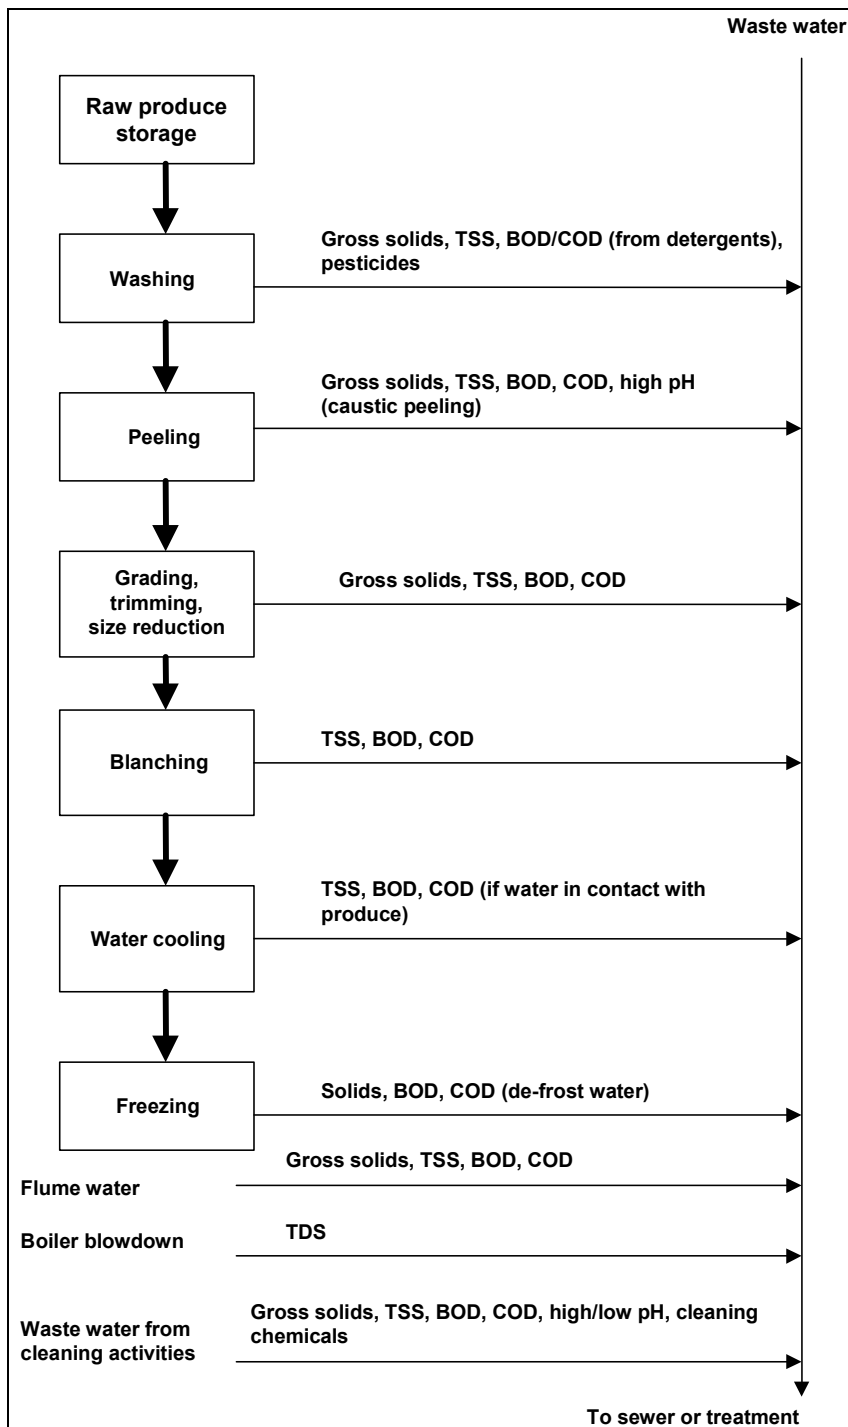 Waste water
Raw produce
storage
Gross solids, TSS, BOD/COD (from detergents),
pesticides
Washing
Gross solids, TSS, BOD, COD, high pH
(caustic peeling)
Peeling
Grading,
trimming,
size reduction
Gross solids, TSS, BOD, COD
TSS, BOD, COD
Blanching
TSS, BOD, COD (if water in contact with
produce)
Water cooling
Solids, BOD, COD (de-frost water)
Freezing
Gross solids, TSS, BOD, COD
Flume water
TDS
Boiler blowdown
Gross solids, TSS, BOD, COD, high/low pH, cleaning
chemicals
Waste water from
cleaning activities
To sewer or treatment